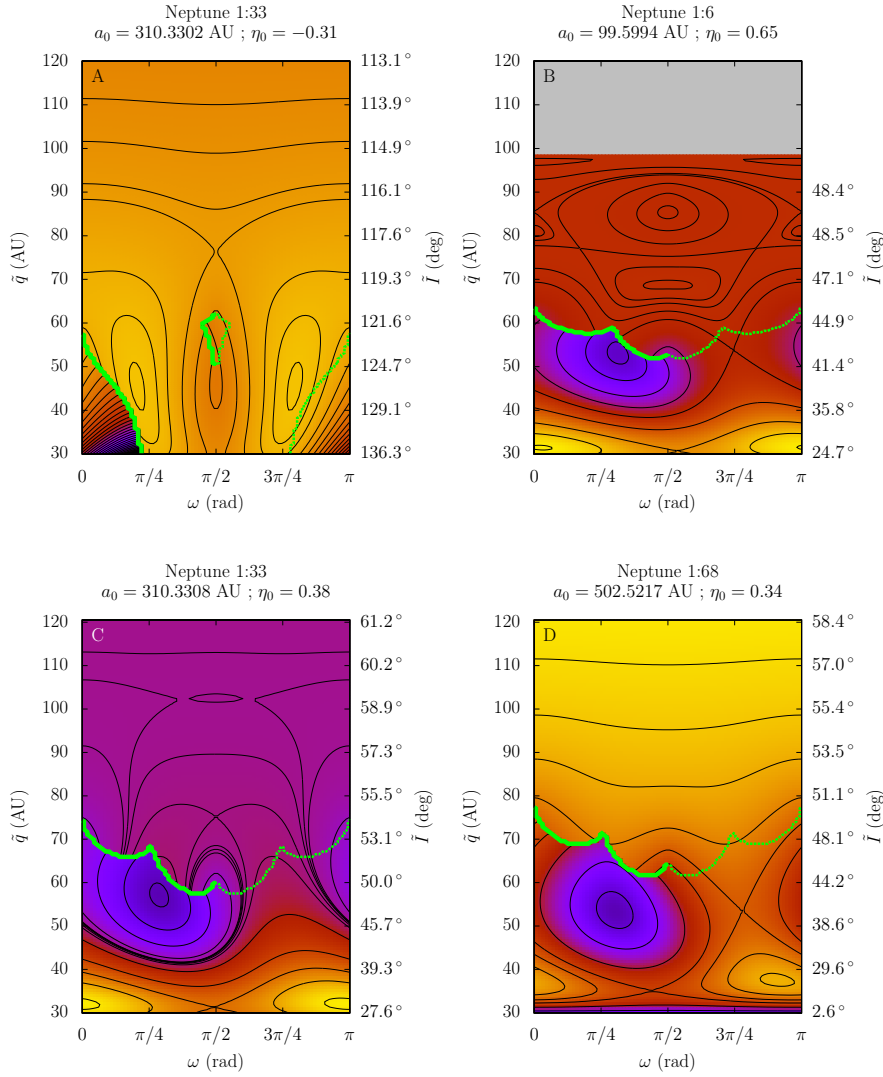 Neptune 1:33
a₀ = 310.3302 AU ; η₀ = −0.31
A
120
110
100
90
80
70
60
50
40
30
q̃ (AU)
113.1°
113.9°
114.9°
116.1°
117.6°
119.3°
121.6°
124.7°
129.1°
136.3°
Ĩ (deg)
0 π/4 π/2 3π/4 π
ω (rad)
Neptune 1:6
a₀ = 99.5994 AU ; η₀ = 0.65
B
120
110
100
90
80
70
60
50
40
30
q̃ (AU)
48.4°
48.5°
47.1°
44.9°
41.4°
35.8°
24.7°
Ĩ (deg)
0 π/4 π/2 3π/4 π
ω (rad)
Neptune 1:33
a₀ = 310.3308 AU ; η₀ = 0.38
C
120
110
100
90
80
70
60
50
40
30
q̃ (AU)
61.2°
60.2°
58.9°
57.3°
55.5°
53.1°
50.0°
45.7°
39.3°
27.6°
Ĩ (deg)
0 π/4 π/2 3π/4 π
ω (rad)
Neptune 1:68
a₀ = 502.5217 AU ; η₀ = 0.34
D
120
110
100
90
80
70
60
50
40
30
q̃ (AU)
58.4°
57.0°
55.4°
53.5°
51.1°
48.1°
44.2°
38.6°
29.6°
2.6°
Ĩ (deg)
0 π/4 π/2 3π/4 π
ω (rad)